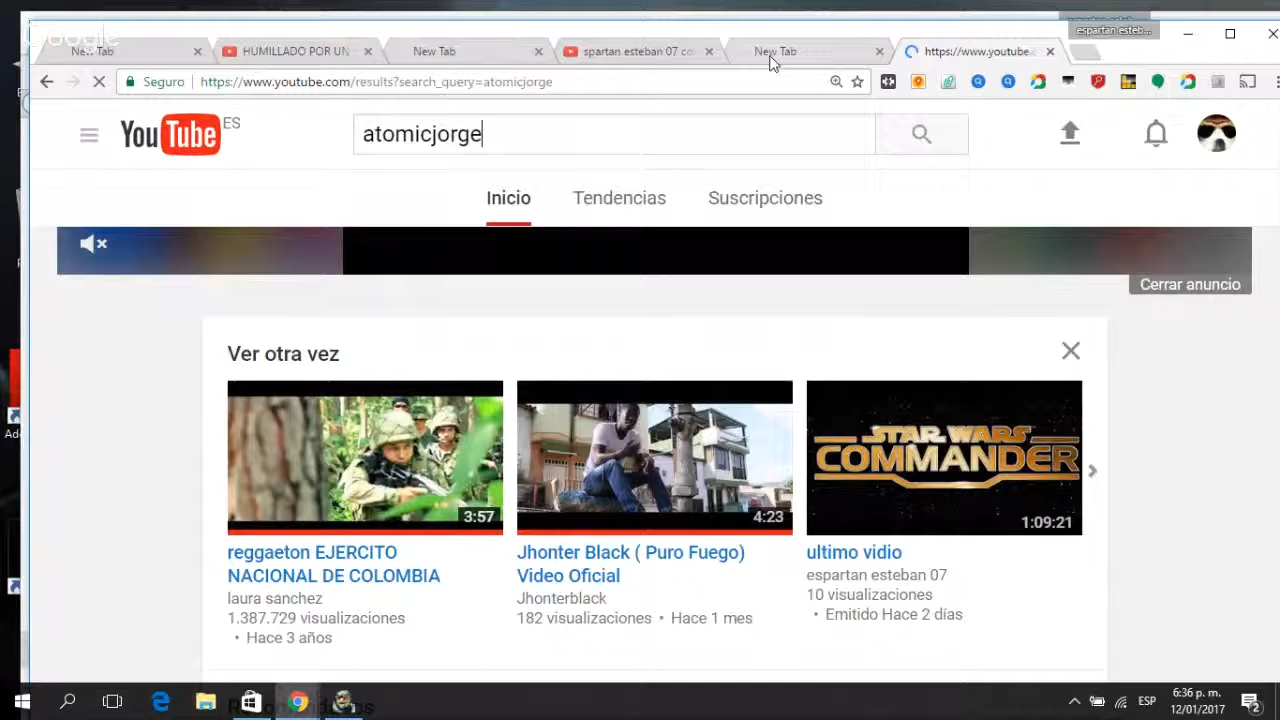 Google
espartan esteb...
New Tab
HUMILLADO POR UN
New Tab
spartan esteban 07 co
New Tab
https://www.youtube.c
Seguro
https://www.youtube.com/results?search_query=atomicjorge
YouTube ES
atomicjorge
Inicio
Tendencias
Suscripciones
Cerrar anuncio
Ver otra vez
3:57
4:23
STAR WARS
COMMANDER
1:09:21
reggaeton EJERCITO
NACIONAL DE COLOMBIA
laura sanchez
1.387.729 visualizaciones
• Hace 3 años
Jhonter Black ( Puro Fuego)
Video Oficial
Jhonterblack
182 visualizaciones • Hace 1 mes
ultimo vidio
espartan esteban 07
10 visualizaciones
• Emitido Hace 2 días
ESP
6:36 p. m.
12/01/2017
2